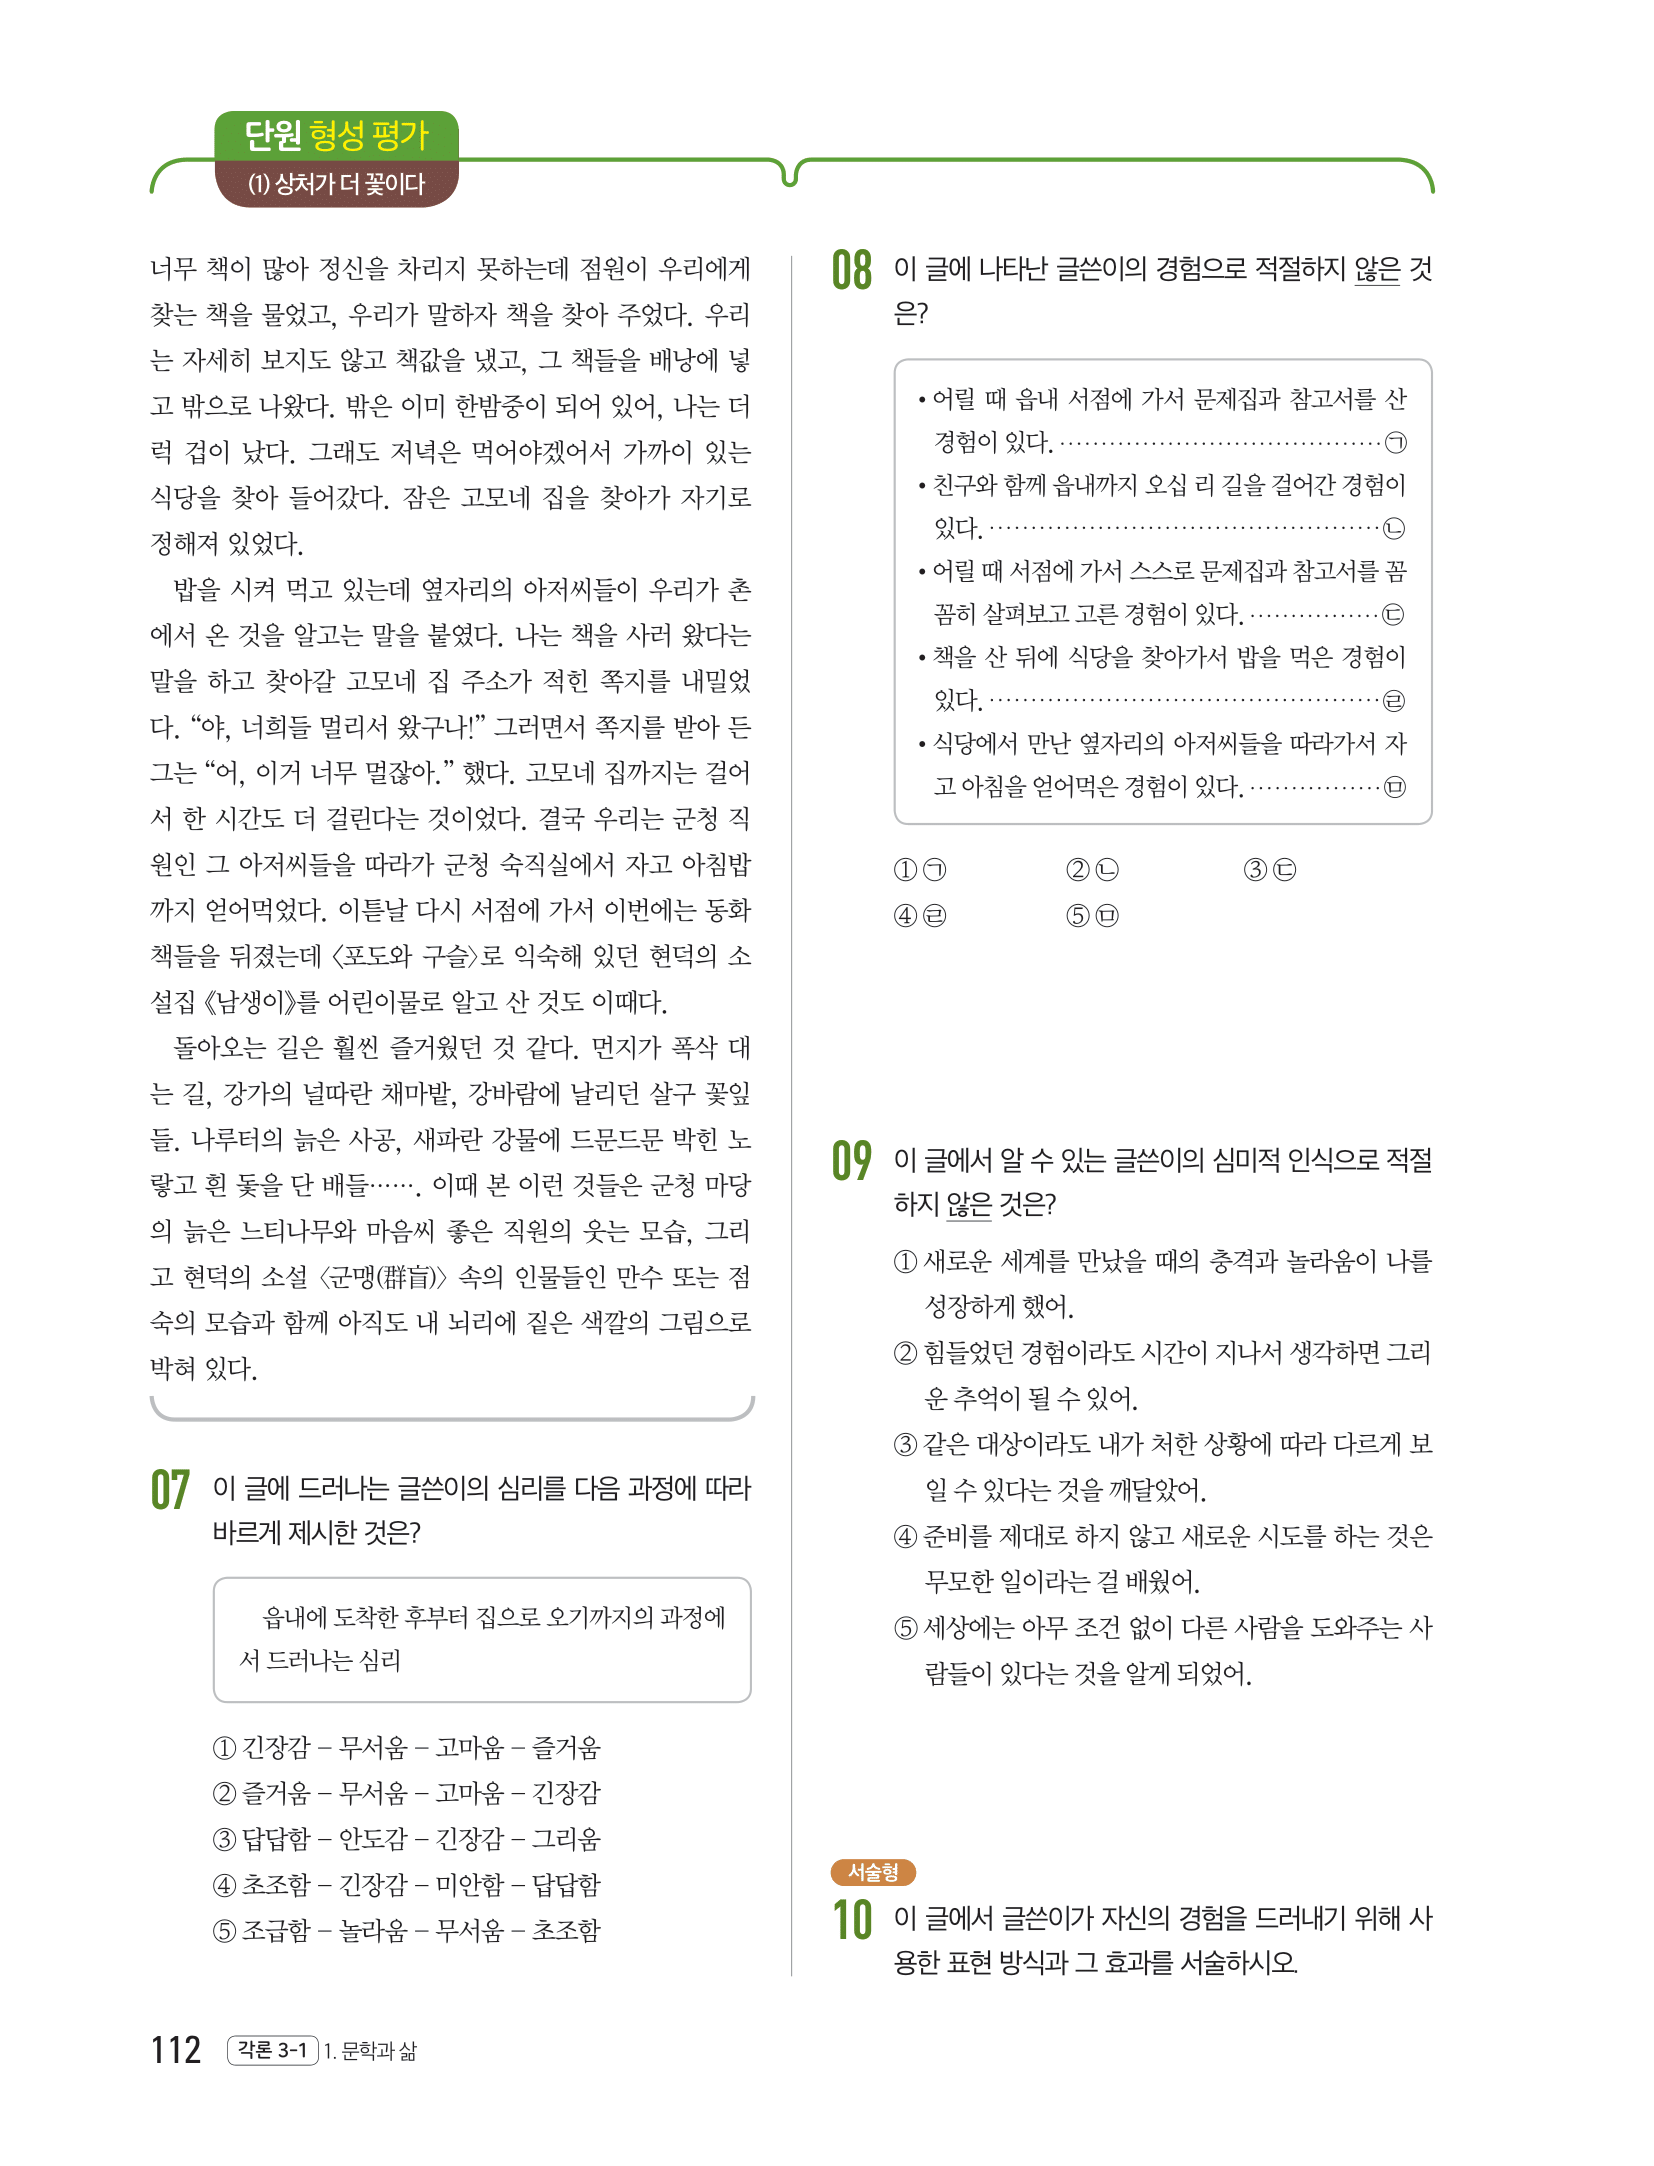 단원 형성 평가
(1) 상처가 더 꽃이다
너무 책이 많아 정신을 차리지 못하는데 점원이 우리에게
찾는 책을 물었고, 우리가 말하자 책을 찾아 주었다. 우리
는 자세히 보지도 않고 책값을 냈고, 그 책들을 배낭에 넣
고 밖으로 나왔다. 밖은 이미 한밤중이 되어 있어, 나는 더
럭 겁이 났다. 그래도 저녁은 먹어야겠어서 가까이 있는
식당을 찾아 들어갔다. 잠은 고모네 집을 찾아가 자기로
정해져 있었다.
밥을 시켜 먹고 있는데 옆자리의 아저씨들이 우리가 촌
에서 온 것을 알고는 말을 붙였다. 나는 책을 사러 왔다는
말을 하고 찾아갈 고모네 집 주소가 적힌 쪽지를 내밀었
다. “야, 너희들 멀리서 왔구나!” 그러면서 쪽지를 받아 든
그는 “어, 이거 너무 멀잖아.” 했다. 고모네 집까지는 걸어
서 한 시간도 더 걸린다는 것이었다. 결국 우리는 군청 직
원인 그 아저씨들을 따라가 군청 숙직실에서 자고 아침밥
까지 얻어먹었다. 이튿날 다시 서점에 가서 이번에는 동화
책들을 뒤졌는데 〈포도와 구슬〉로 익숙해 있던 현덕의 소
설집 《남생이》를 어린이물로 알고 산 것도 이때다.
돌아오는 길은 훨씬 즐거웠던 것 같다. 먼지가 폭삭 대
는 길, 강가의 널따란 채마밭, 강바람에 날리던 살구 꽃잎
들. 나루터의 늙은 사공, 새파란 강물에 드문드문 박힌 노
랗고 흰 돛을 단 배들……. 이때 본 이런 것들은 군청 마당
의 늙은 느티나무와 마음씨 좋은 직원의 웃는 모습, 그리
고 현덕의 소설 〈군맹(群盲)〉 속의 인물들인 만수 또는 점
숙의 모습과 함께 아직도 내 뇌리에 짙은 색깔의 그림으로
박혀 있다.
07 이 글에 드러나는 글쓴이의 심리를 다음 과정에 따라
바르게 제시한 것은?
읍내에 도착한 후부터 집으로 오기까지의 과정에
서 드러나는 심리
① 긴장감 – 무서움 – 고마움 – 즐거움
② 즐거움 – 무서움 – 고마움 – 긴장감
③ 답답함 – 안도감 – 긴장감 – 그리움
④ 초조함 – 긴장감 – 미안함 – 답답함
⑤ 조급함 – 놀라움 – 무서움 – 초조함
08 이 글에 나타난 글쓴이의 경험으로 적절하지 않은 것
은?
• 어릴 때 읍내 서점에 가서 문제집과 참고서를 산
경험이 있다. ……………………………………㉠
• 친구와 함께 읍내까지 오십 리 길을 걸어간 경험이
있다. ……………………………………………㉡
• 어릴 때 서점에 가서 스스로 문제집과 참고서를 꼼
꼼히 살펴보고 고른 경험이 있다. ……………㉢
• 책을 산 뒤에 식당을 찾아가서 밥을 먹은 경험이
있다. ……………………………………………㉣
• 식당에서 만난 옆자리의 아저씨들을 따라가서 자
고 아침을 얻어먹은 경험이 있다. ……………㉤
① ㉠ ② ㉡ ③ ㉢
④ ㉣ ⑤ ㉤
09 이 글에서 알 수 있는 글쓴이의 심미적 인식으로 적절
하지 않은 것은?
① 새로운 세계를 만났을 때의 충격과 놀라움이 나를
성장하게 했어.
② 힘들었던 경험이라도 시간이 지나서 생각하면 그리
운 추억이 될 수 있어.
③ 같은 대상이라도 내가 처한 상황에 따라 다르게 보
일 수 있다는 것을 깨달았어.
④ 준비를 제대로 하지 않고 새로운 시도를 하는 것은
무모한 일이라는 걸 배웠어.
⑤ 세상에는 아무 조건 없이 다른 사람을 도와주는 사
람들이 있다는 것을 알게 되었어.
서술형
10 이 글에서 글쓴이가 자신의 경험을 드러내기 위해 사
용한 표현 방식과 그 효과를 서술하시오.
112 각론 3-1 1. 문학과 삶